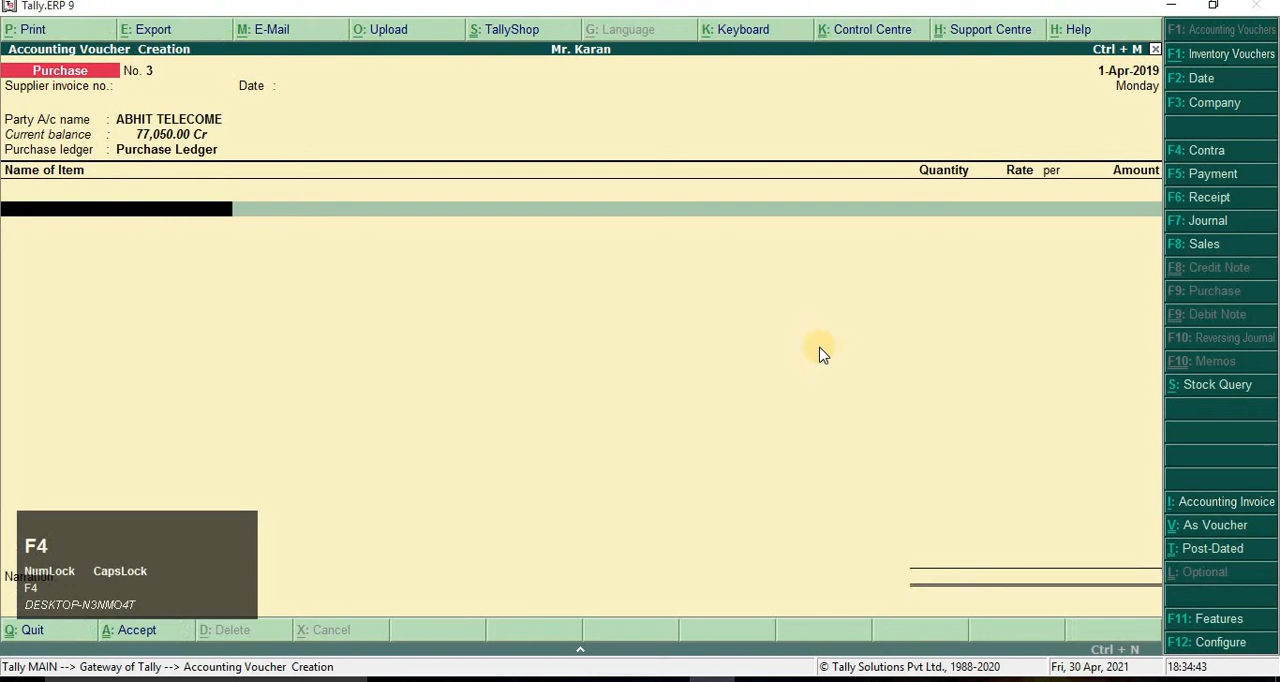 Tally.ERP 9
P: Print
E: Export
M: E-Mail
O: Upload
S: TallyShop
G: Language
K: Keyboard
K: Control Centre
H: Support Centre
H: Help
Accounting Voucher Creation
Mr. Karan
Ctrl + M
Purchase
No. 3
1-Apr-2019
Supplier invoice no.:
Date :
Monday
Party A/c name : ABHIT TELECOME
Current balance : 77,050.00 Cr
Purchase ledger : Purchase Ledger
Name of Item
Quantity
Rate
per
Amount
F4
NumLock CapsLock
F4
DESKTOP-N3NMO4T
Narration
Q: Quit
A: Accept
D: Delete
X: Cancel
Ctrl + N
Tally MAIN --> Gateway of Tally --> Accounting Voucher Creation
© Tally Solutions Pvt Ltd., 1988-2020
Fri, 30 Apr, 2021
18:34:43
F1: Accounting Vouchers
F1: Inventory Vouchers
F2: Date
F3: Company
F4: Contra
F5: Payment
F6: Receipt
F7: Journal
F8: Sales
F8: Credit Note
F9: Purchase
F9: Debit Note
F10: Reversing Journal
F10: Memos
S: Stock Query
I: Accounting Invoice
V: As Voucher
T: Post-Dated
L: Optional
F11: Features
F12: Configure